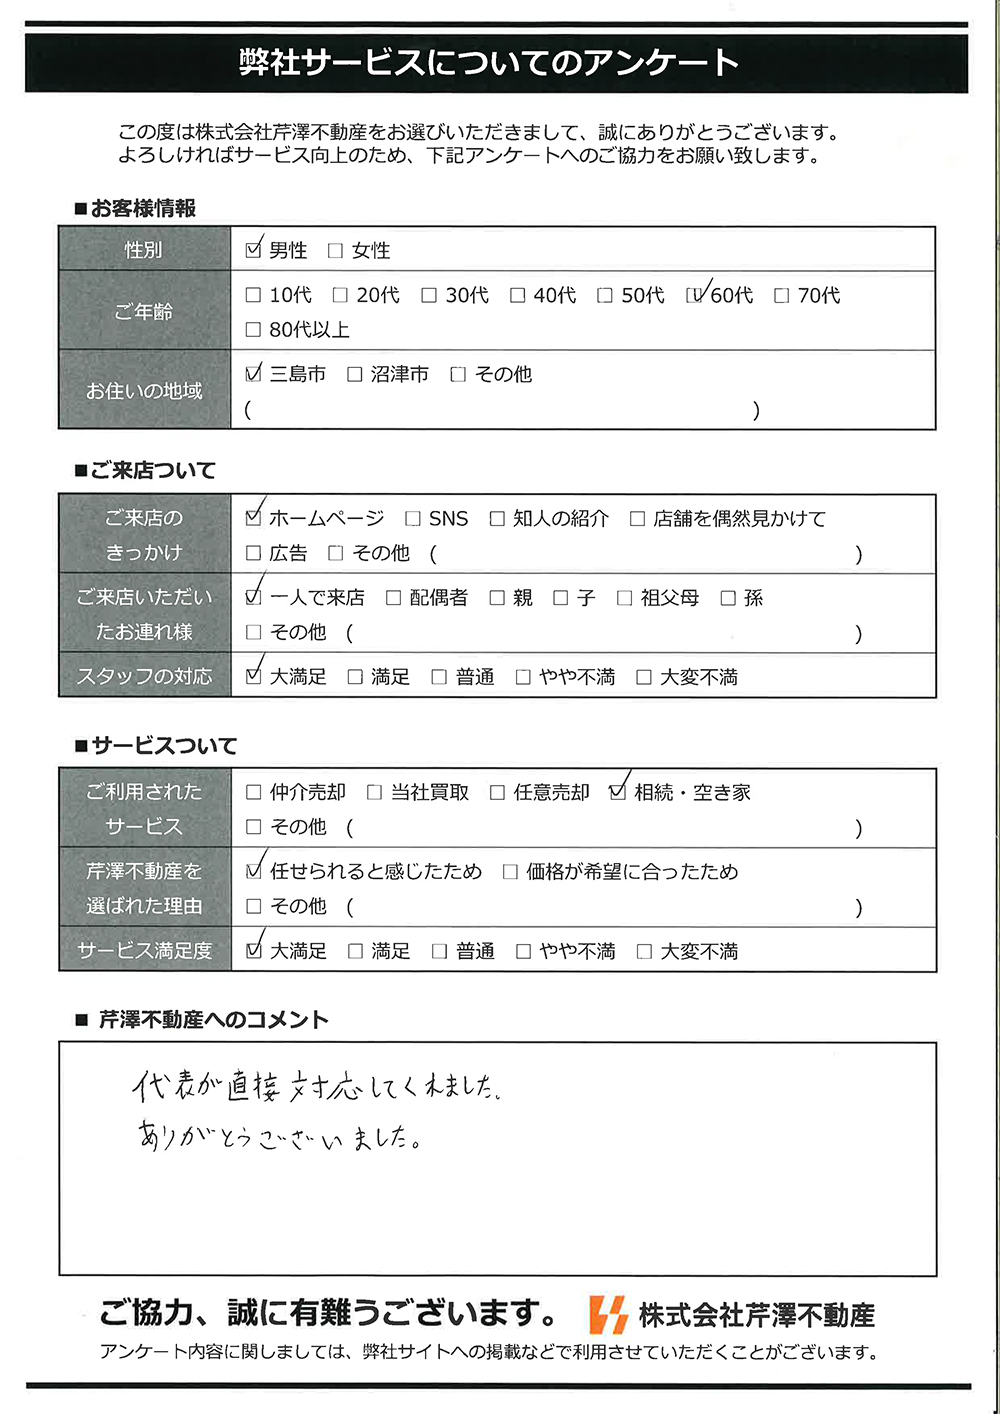 弊社サービスについてのアンケート
この度は株式会社芹澤不動産をお選びいただきまして、誠にありがとうございます。
よろしければサービス向上のため、下記アンケートへのご協力をお願い致します。
■お客様情報
性別 ☑ 男性 □ 女性
ご年齢 □ 10代 □ 20代 □ 30代 □ 40代 □ 50代 ☑ 60代 □ 70代
□ 80代以上
お住いの地域 ☑ 三島市 □ 沼津市 □ その他
( )
■ご来店ついて
ご来店の ☑ ホームページ □ SNS □ 知人の紹介 □ 店舗を偶然見かけて
きっかけ □ 広告 □ その他 ( )
ご来店いただい ☑ 一人で来店 □ 配偶者 □ 親 □ 子 □ 祖父母 □ 孫
たお連れ様 □ その他 ( )
スタッフの対応 ☑ 大満足 □ 満足 □ 普通 □ やや不満 □ 大変不満
■サービスついて
ご利用された □ 仲介売却 □ 当社買取 □ 任意売却 ☑ 相続・空き家
サービス □ その他 ( )
芹澤不動産を ☑ 任せられると感じたため □ 価格が希望に合ったため
選ばれた理由 □ その他 ( )
サービス満足度 ☑ 大満足 □ 満足 □ 普通 □ やや不満 □ 大変不満
■ 芹澤不動産へのコメント
代表が直接対応してくれました。
ありがとうございました。
ご協力、誠に有難うございます。 株式会社芹澤不動産
アンケート内容に関しましては、弊社サイトへの掲載などで利用させていただくことがございます。